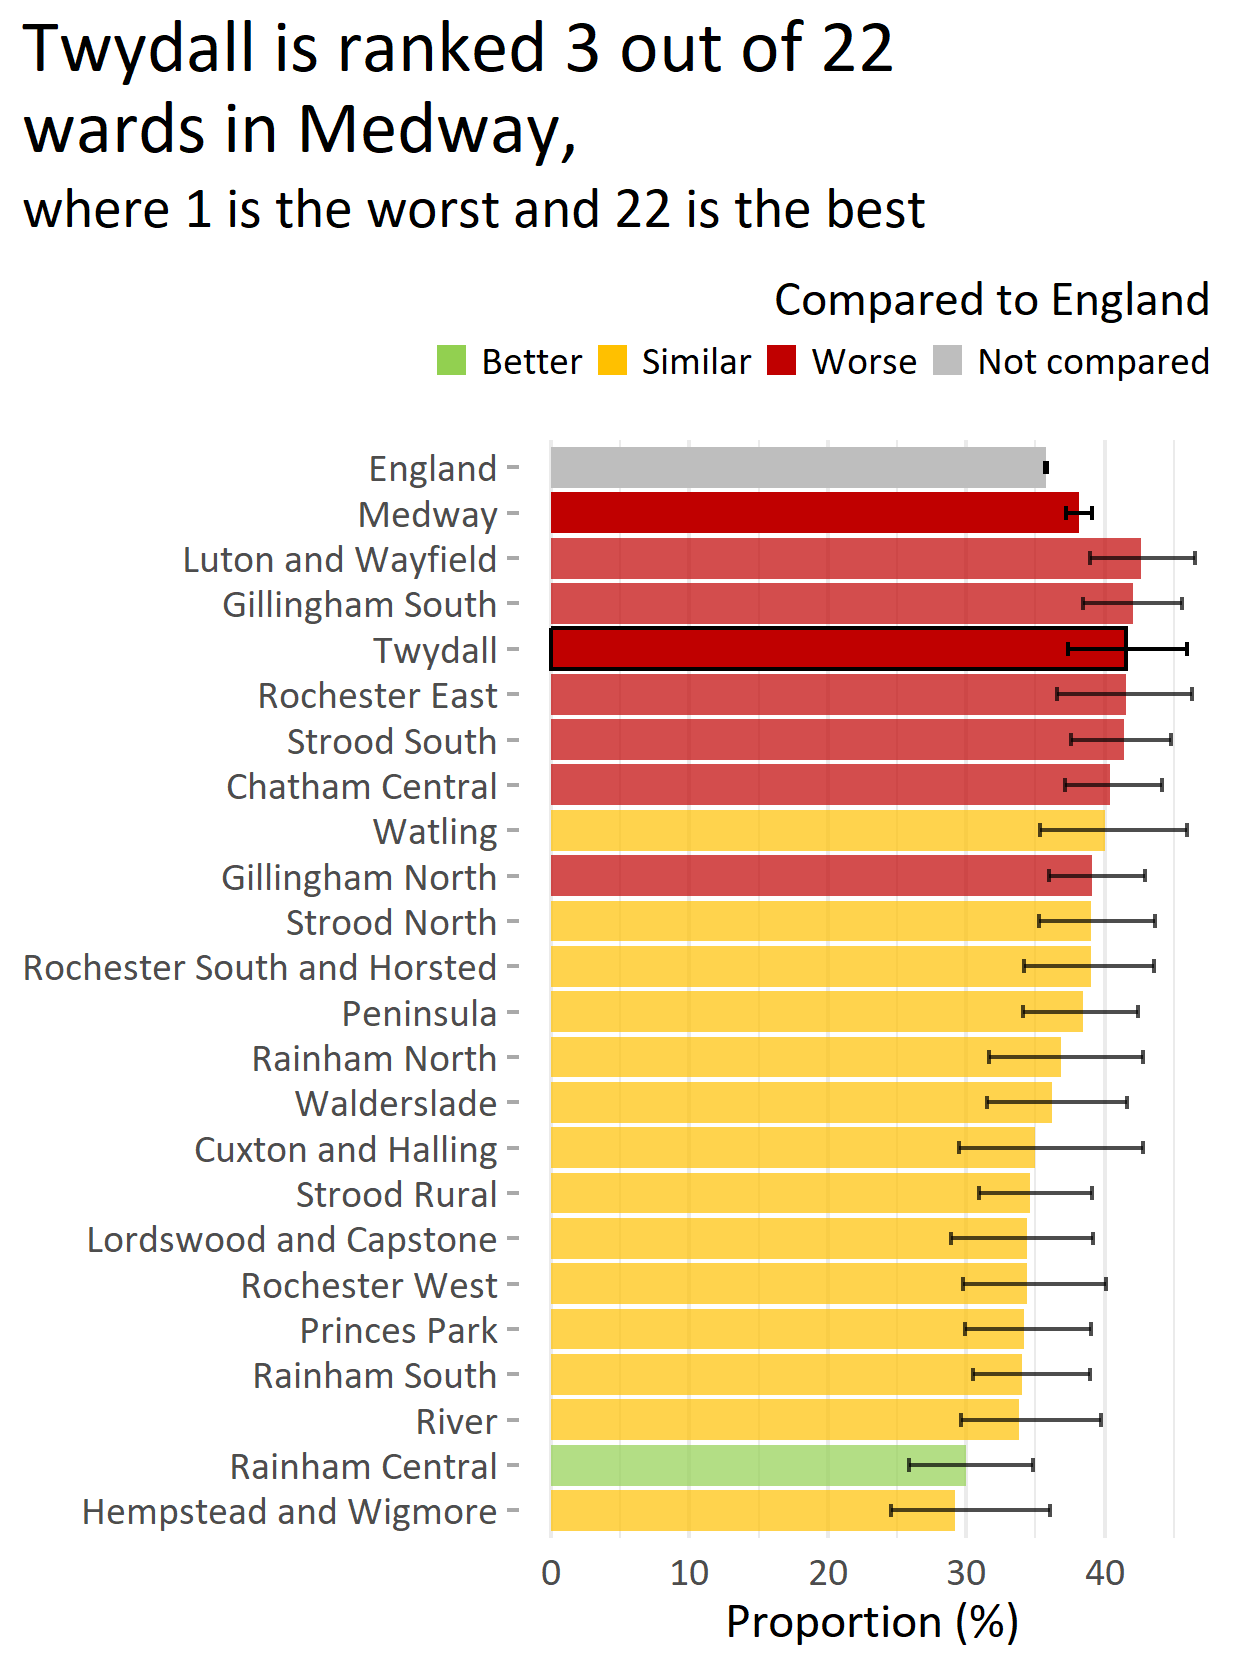 Twydall is ranked 3 out of 22
wards in Medway,
where 1 is the worst and 22 is the best
Compared to England
Better Similar Worse Not compared
England
Medway
Luton and Wayfield
Gillingham South
Twydall
Rochester East
Strood South
Chatham Central
Watling
Gillingham North
Strood North
Rochester South and Horsted
Peninsula
Rainham North
Walderslade
Cuxton and Halling
Strood Rural
Lordswood and Capstone
Rochester West
Princes Park
Rainham South
River
Rainham Central
Hempstead and Wigmore
0 10 20 30 40
Proportion (%)